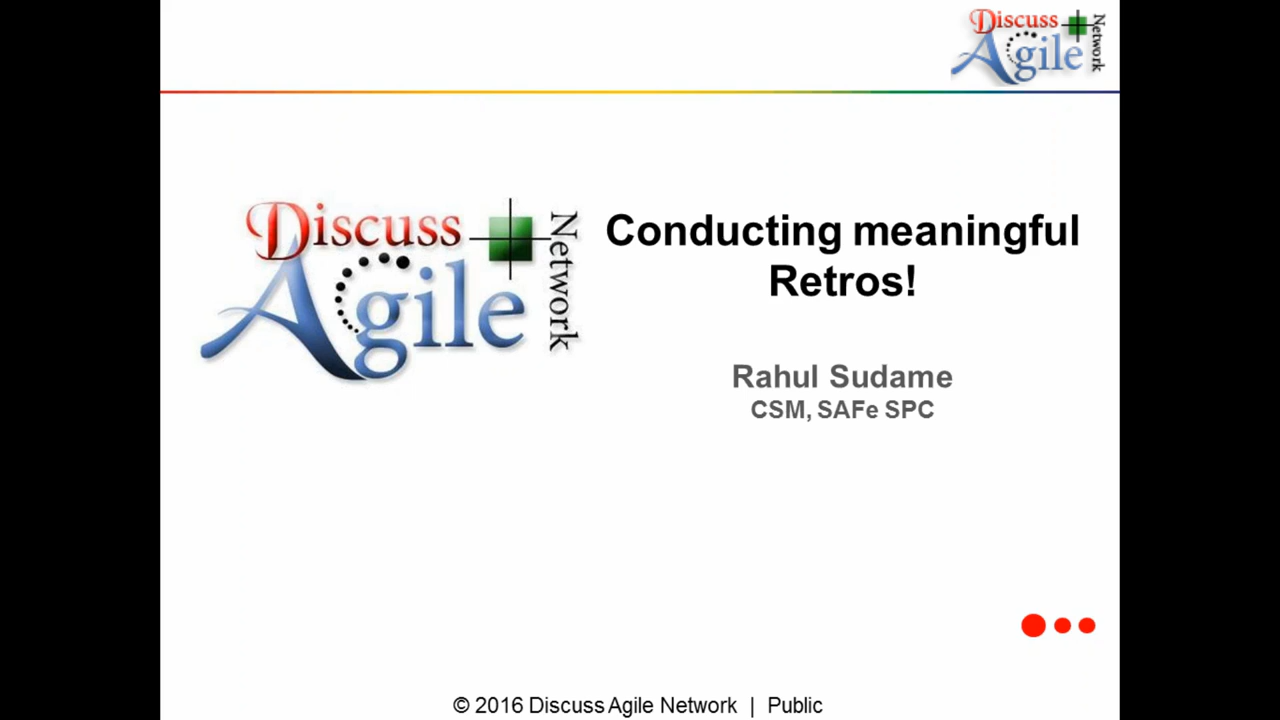 Discuss
Agile
Network
Discuss
Agile
Network
Conducting meaningful
Retros!
Rahul Sudame
CSM, SAFe SPC
© 2016 Discuss Agile Network | Public